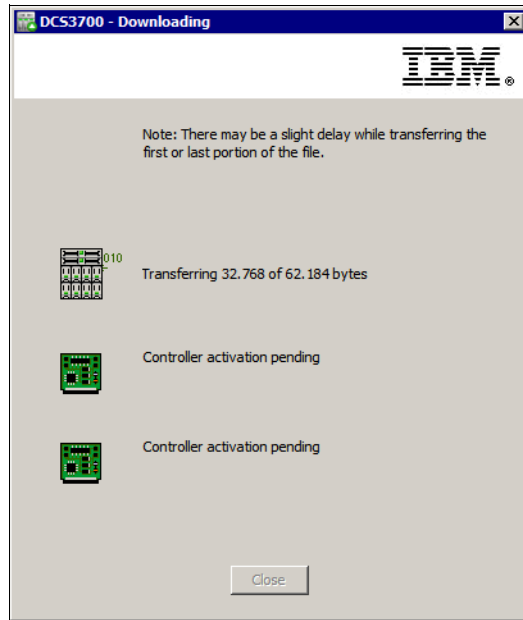 DCS3700 - Downloading
IBM®
Note: There may be a slight delay while transferring the
first or last portion of the file.
010
Transferring 32.768 of 62.184 bytes
Controller activation pending
Controller activation pending
Close